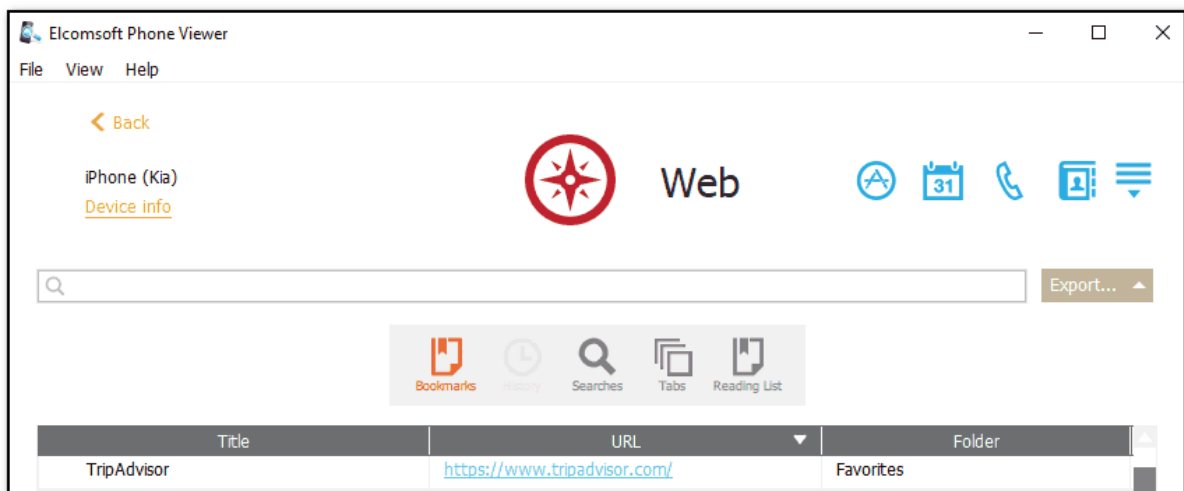 Elcomsoft Phone Viewer
File View Help
Back
iPhone (Kia)
Device info
Web
31
Export...
Bookmarks History Searches Tabs Reading List
Title URL Folder
TripAdvisor https://www.tripadvisor.com/ Favorites